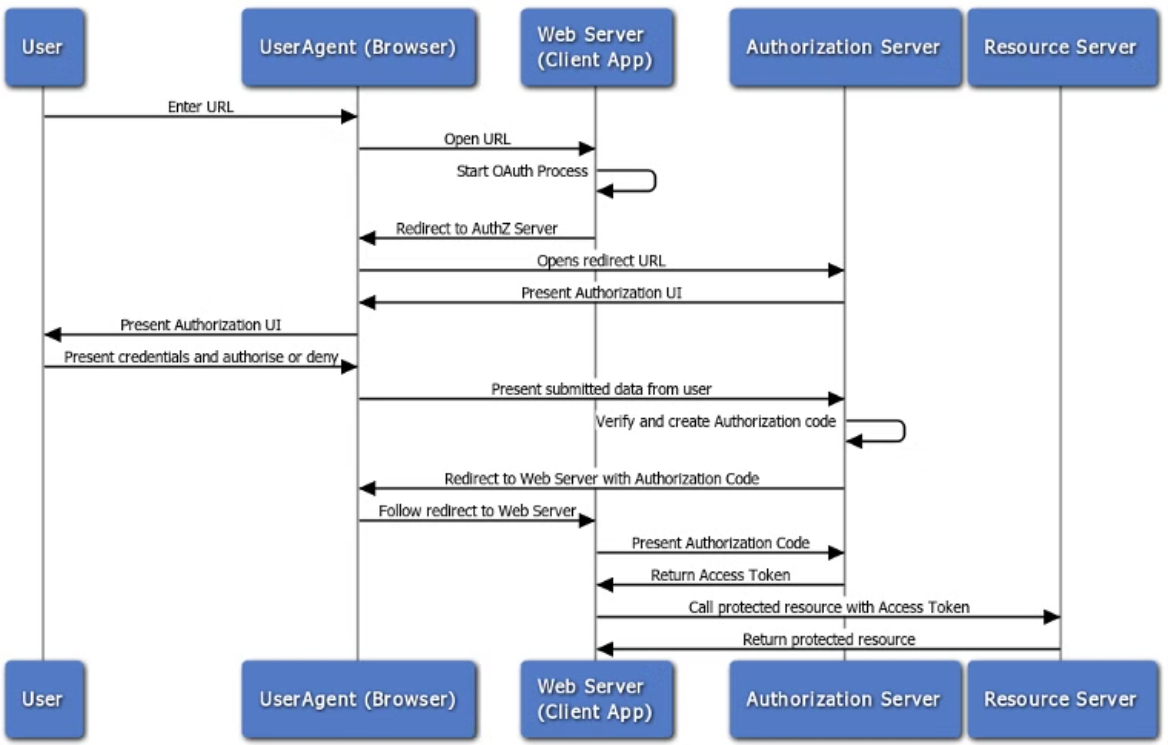 User
UserAgent (Browser)
Web Server
(Client App)
Authorization Server
Resource Server
Enter URL
Open URL
Start OAuth Process
Redirect to AuthZ Server
Opens redirect URL
Present Authorization UI
Present Authorization UI
Present credentials and authorise or deny
Present submitted data from user
Verify and create Authorization code
Redirect to Web Server with Authorization Code
Follow redirect to Web Server
Present Authorization Code
Return Access Token
Call protected resource with Access Token
Return protected resource
User
UserAgent (Browser)
Web Server
(Client App)
Authorization Server
Resource Server